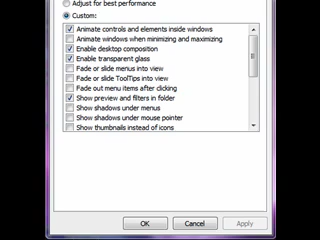 Adjust for best performance
Custom:
Animate controls and elements inside windows
Animate windows when minimizing and maximizing
Enable desktop composition
Enable transparent glass
Fade or slide menus into view
Fade or slide ToolTips into view
Fade out menu items after clicking
Show preview and filters in folder
Show shadows under menus
Show shadows under mouse pointer
Show thumbnails instead of icons
OK
Cancel
Apply